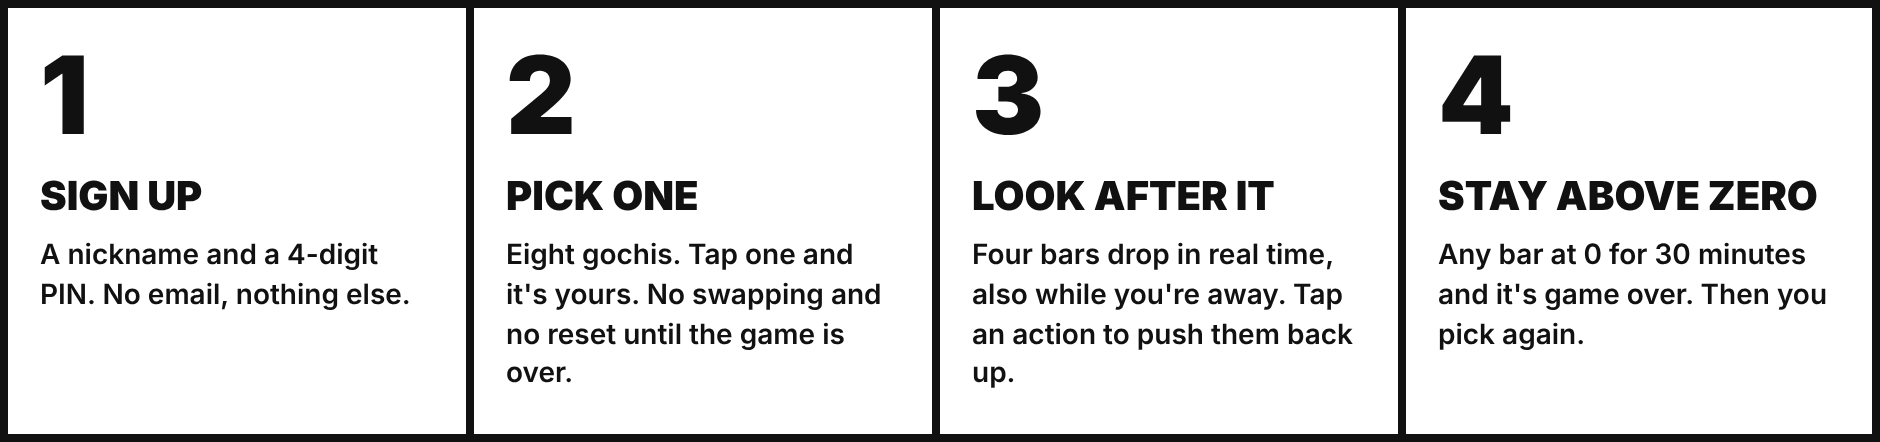 1
SIGN UP
A nickname and a 4-digit
PIN. No email, nothing else.
2
PICK ONE
Eight gochis. Tap one and
it's yours. No swapping and
no reset until the game is
over.
3
LOOK AFTER IT
Four bars drop in real time,
also while you're away. Tap
an action to push them back
up.
4
STAY ABOVE ZERO
Any bar at 0 for 30 minutes
and it's game over. Then you
pick again.